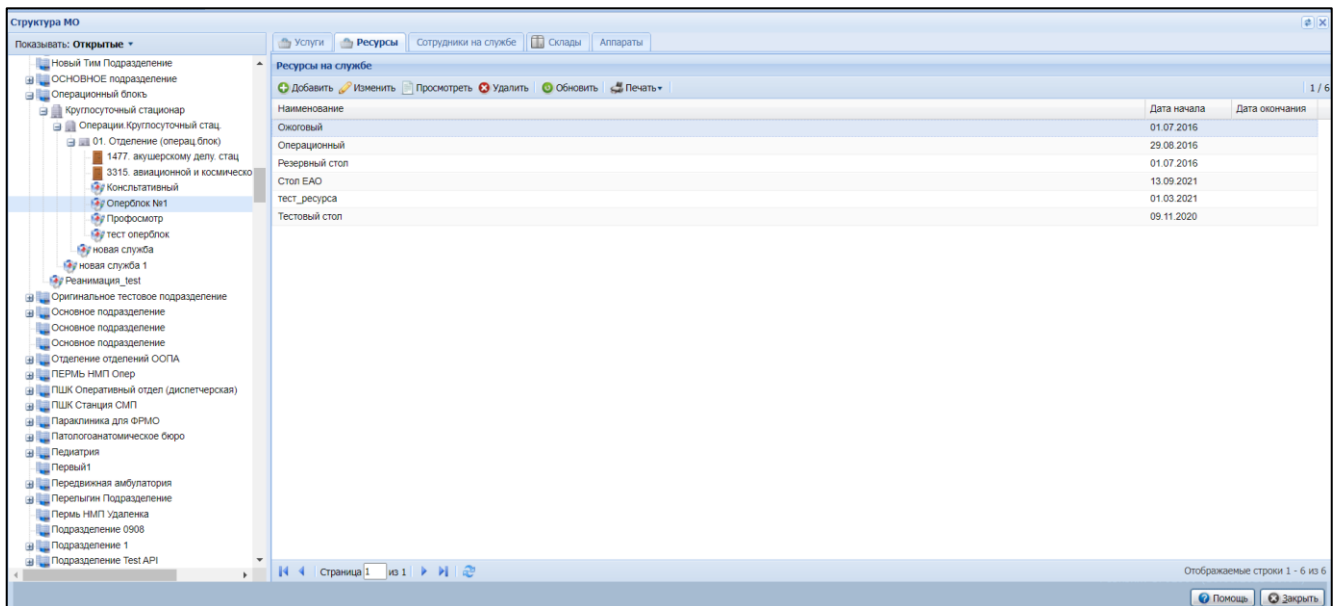 Структура МО
Показывать: Открытые
Новый Тим Подразделение
ОСНОВНОЕ подразделение
Операционный блокъ
Круглосуточный стационар
Операции.Круглосуточный стац.
01. Отделение (операц.блок)
1477. акушерскому делу. стац
3315. авиационной и космическо
Консльтативный
Оперблок №1
Профосмотр
тест оперблок
новая служба
новая служба 1
Реанимация_test
Оригинальное тестовое подразделение
Основное подразделение
Основное подразделение
Основное подразделение
Отделение отделений ООПА
ПЕРМЬ НМП Опер
ПШК Оперативный отдел (диспетчерская)
ПШК Станция СМП
Параклиника для ФРМО
Патологоанатомическое бюро
Педиатрия
Первый1
Передвижная амбулатория
Перелыгин Подразделение
Пермь НМП Удаленка
Подразделение 0908
Подразделение 1
Подразделение Test API
Услуги Ресурсы Сотрудники на службе Склады Аппараты
Ресурсы на службе
Добавить Изменить Просмотреть Удалить Обновить Печать 1 / 6
Наименование Дата начала Дата окончания
Ожоговый 01.07.2016
Операционный 29.08.2016
Резервный стол 01.07.2016
Стол ЕАО 13.09.2021
тест_ресурса 01.03.2021
Тестовый стол 09.11.2020
Страница 1 из 1 Отображаемые строки 1 - 6 из 6
Помощь Закрыть